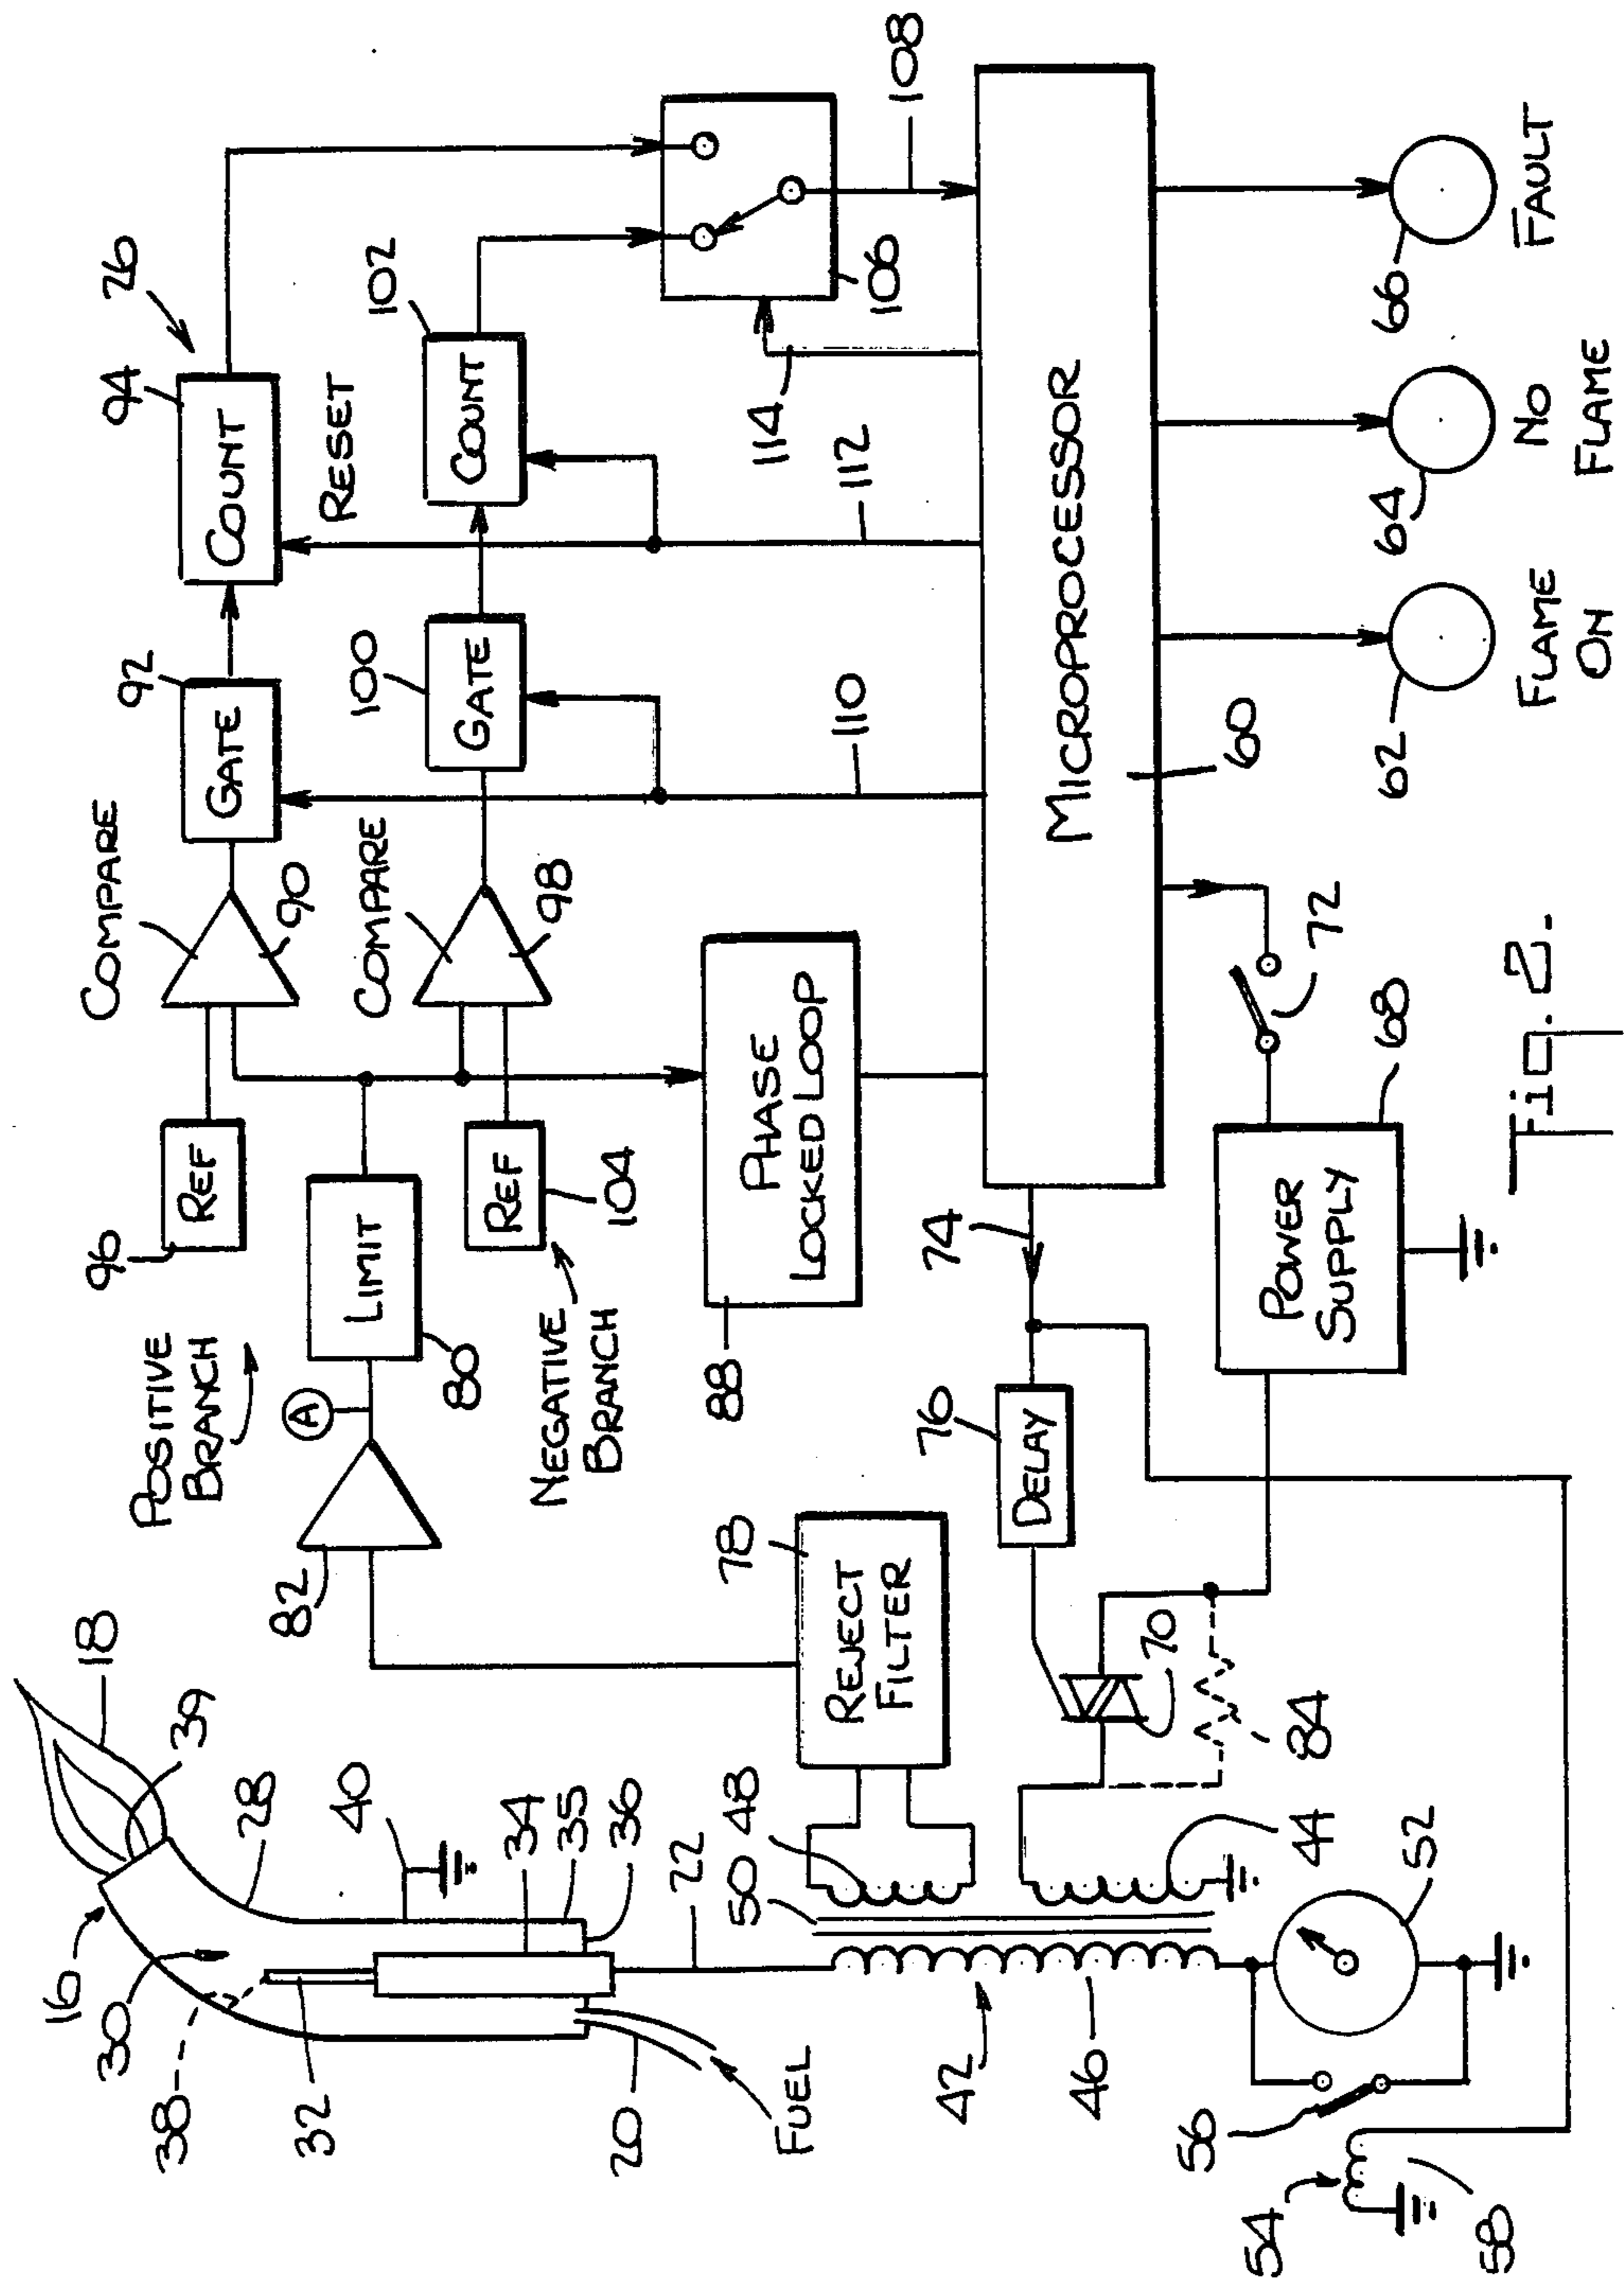 26
94
COUNT
RESET
102
COUNT
92
GATE
100
GATE
COMPARE
90
COMPARE
98
96
REF
POSITIVE
BRANCH
A
LIMIT
80
REF
104
NEGATIVE
BRANCH
82
18
39
28
16
30
38
32
40
34
35
36
20
FUEL
22
106
108
114
112
110
PHASE
LOCKED LOOP
88
MICROPROCESSOR
60
74
76
DELAY
78
REJECT
FILTER
48
50
42
46
44
70
84
52
56
54
58
72
POWER
SUPPLY
68
62
FLAME
ON
64
NO
FLAME
66
FAULT
FIG. 2.